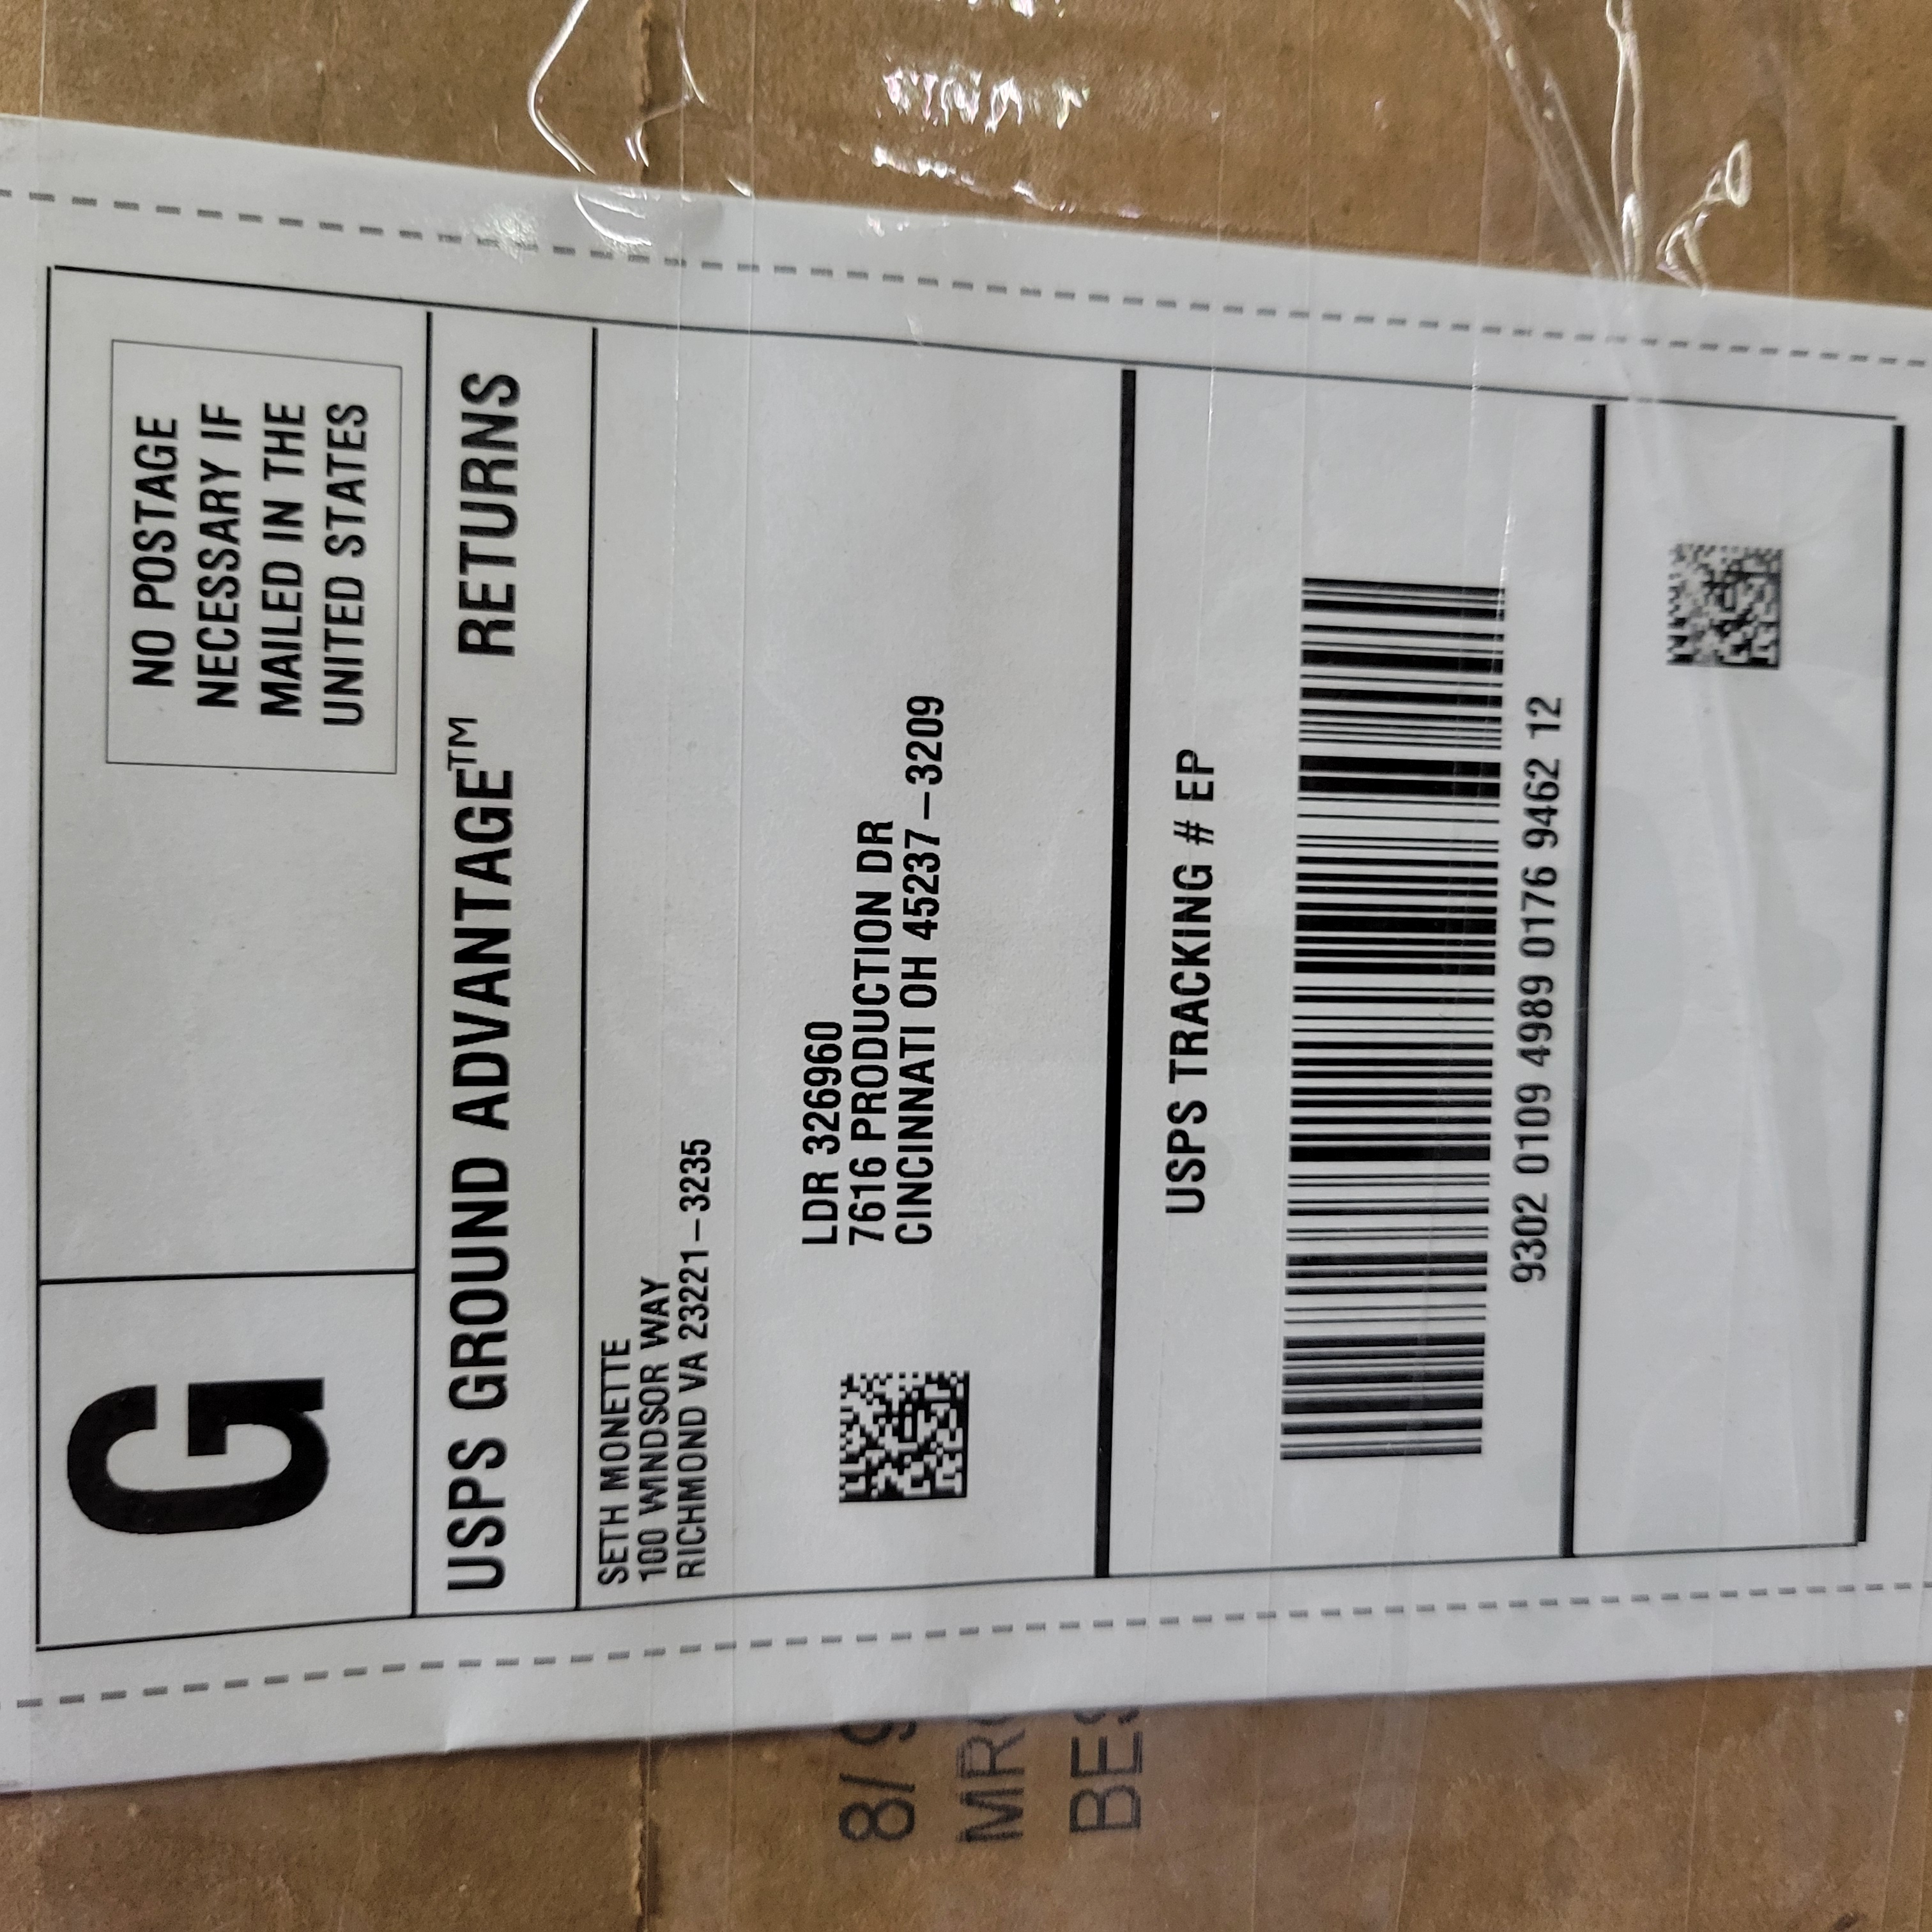 G
NO POSTAGE
NECESSARY IF
MAILED IN THE
UNITED STATES
USPS GROUND ADVANTAGE™ RETURNS
SETH MONETTE
100 WINDSOR WAY
RICHMOND VA 23221-3235
LDR 326960
7616 PRODUCTION DR
CINCINNATI OH 45237-3209
USPS TRACKING # EP
9302 0109 4989 0176 9462 12
8/